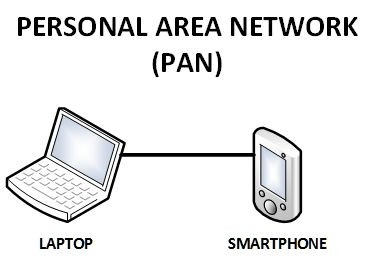 PERSONAL AREA NETWORK
(PAN)
LAPTOP
SMARTPHONE